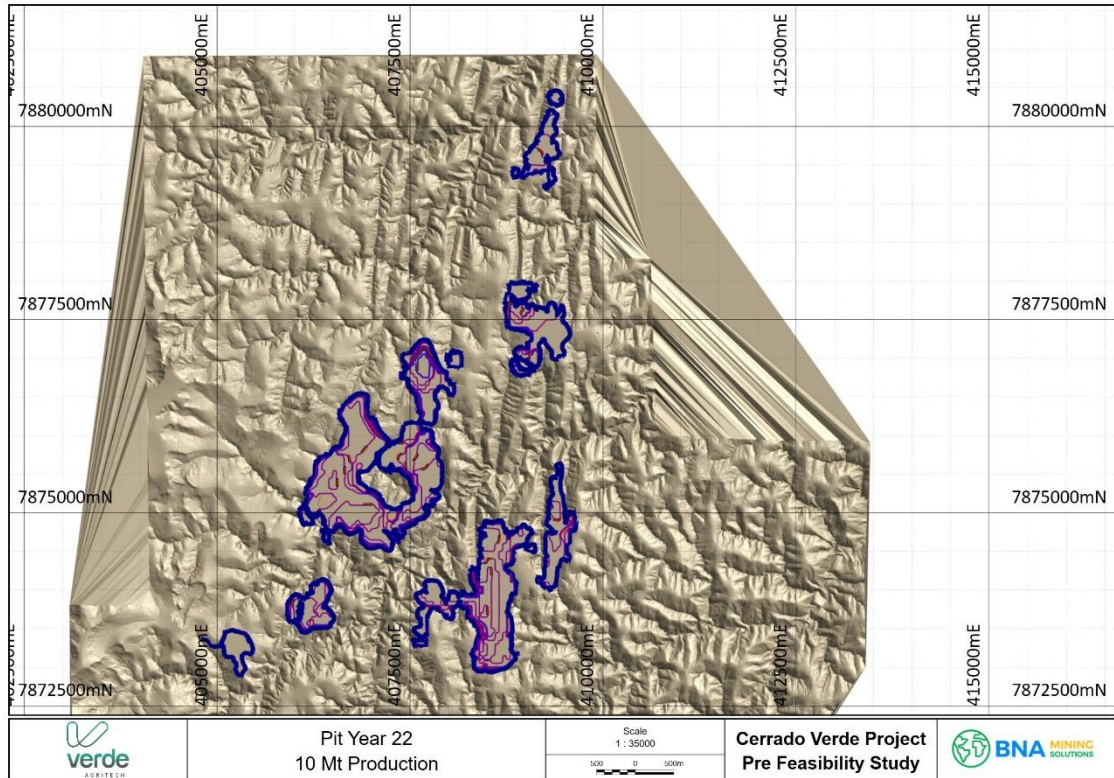 402500mE
405000mE
407500mE
410000mE
412500mE
415000mE
7880000mN
7880000mN
7877500mN
7877500mN
7875000mN
7875000mN
402500mE
405000mE
407500mE
410000mE
412500mE
415000mE
7872500mN
7872500mN
verde
AGRITECH
Pit Year 22
10 Mt Production
Scale
1 : 35000
500 0 500m
Cerrado Verde Project
Pre Feasibility Study
BNA MINING SOLUTIONS